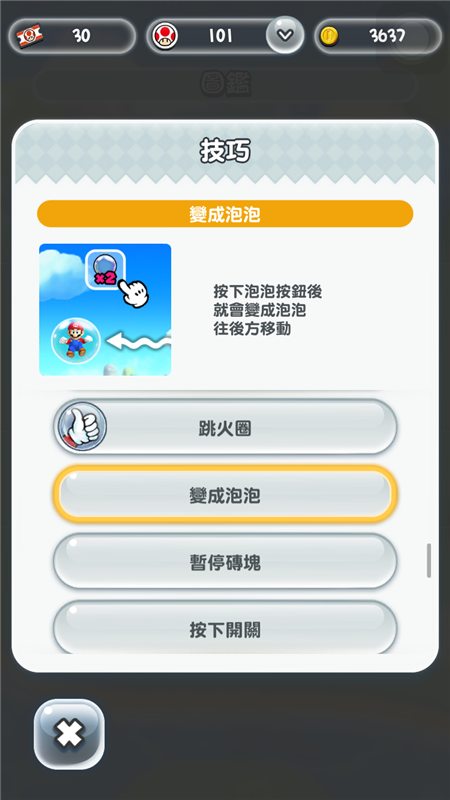 30
101
3637
圖鑑
技巧
變成泡泡
×2
按下泡泡按鈕後
就會變成泡泡
往後方移動
跳火圈
變成泡泡
暫停磚塊
按下開關